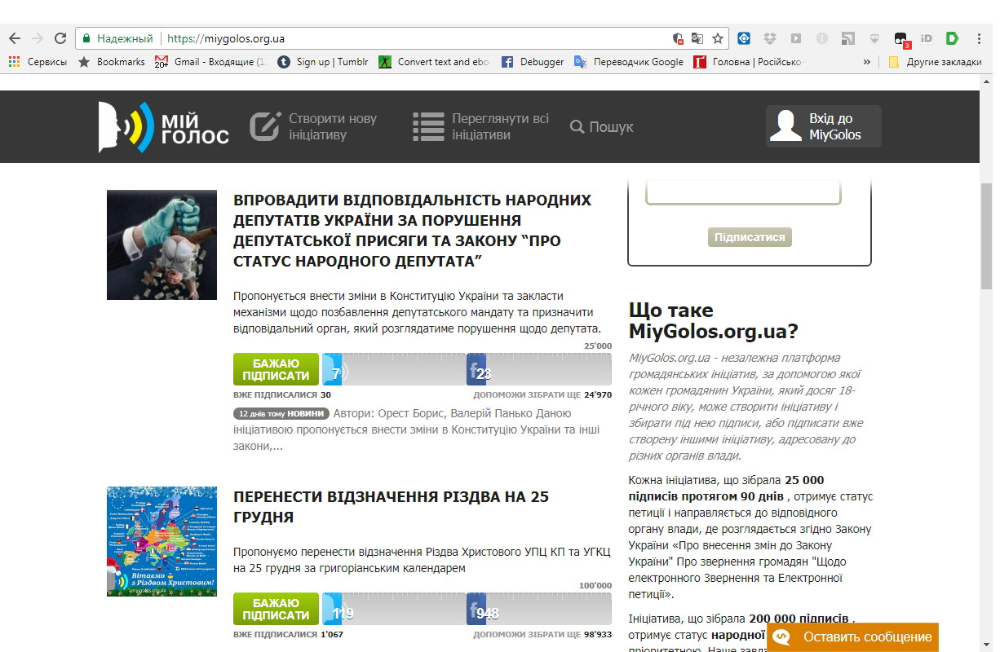 Надежный
https://miygolos.org.ua
3
Сервисы
Bookmarks
Gmail - Входящие (1
Sign up | Tumblr
Convert text and ebo
Debugger
Переводчик Google
Головна | Російсько-
»
Другие закладки
МІЙ
ГОЛОС
Створити нову
ініціативу
Переглянути всі
ініціативи
Пошук
Вхід до
MiyGolos
ВПРОВАДИТИ ВІДПОВІДАЛЬНІСТЬ НАРОДНИХ
ДЕПУТАТІВ УКРАЇНИ ЗА ПОРУШЕННЯ
ДЕПУТАТСЬКОЇ ПРИСЯГИ ТА ЗАКОНУ “ПРО
СТАТУС НАРОДНОГО ДЕПУТАТА”
Пропонується внести зміни в Конституцію України та закласти
механізми щодо позбавлення депутатського мандату та призначити
відповідальний орган, який розглядатиме порушення щодо депутата.
25'000
БАЖАЮ
ПІДПИСАТИ
7
23
ВЖЕ ПІДПИСАЛИСЯ 30
ДОПОМОЖИ ЗІБРАТИ ЩЕ 24'970
12 днів тому НОВИНИ Автори: Орест Борис, Валерій Панько Даною
ініціативою пропонується внести зміни в Конституцію України та інші
закони,...
Вітаємо
з Різдвом Христовим!
miygolos.org.ua
ПЕРЕНЕСТИ ВІДЗНАЧЕННЯ РІЗДВА НА 25
ГРУДНЯ
Пропонуємо перенести відзначення Різдва Христового УПЦ КП та УГКЦ
на 25 грудня за григоріанським календарем
100'000
БАЖАЮ
ПІДПИСАТИ
119
948
ВЖЕ ПІДПИСАЛИСЯ 1'067
ДОПОМОЖИ ЗІБРАТИ ЩЕ 98'933
Підписатися
Що таке
MiyGolos.org.ua?
MiyGolos.org.ua - незалежна платформа
громадянських ініціатив, за допомогою якої
кожен громадянин України, який досяг 18-
річного віку, може створити ініціативу і
збирати під нею підписи, або підписати вже
створену іншими ініціативу, адресовану до
різних органів влади.
Кожна ініціатива, що зібрала 25 000
підписів протягом 90 днів , отримує статус
петиції і направляється до відповідного
органу влади, де розглядається згідно Закону
України «Про внесення змін до Закону
України" Про звернення громадян "Щодо
електронного Звернення та Електронної
петиції».
Ініціатива, що зібрала 200 000 підписів ,
отримує статус народної
пріоритетною. Наше
Оставить сообщение